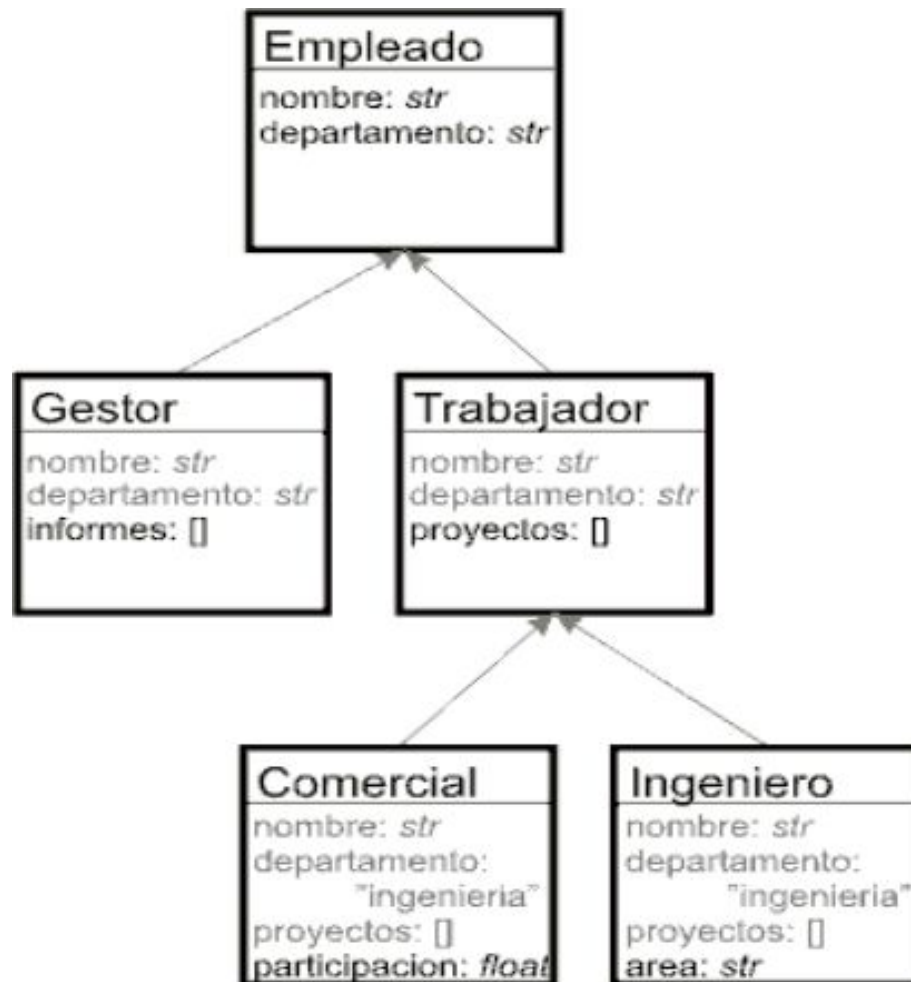 Empleado
nombre: str
departamento: str
Gestor
nombre: str
departamento: str
informes: []
Trabajador
nombre: str
departamento: str
proyectos: []
Comercial
nombre: str
departamento:
"ingenieria"
proyectos: []
participacion: float
Ingeniero
nombre: str
departamento:
"ingenieria"
proyectos: []
area: str